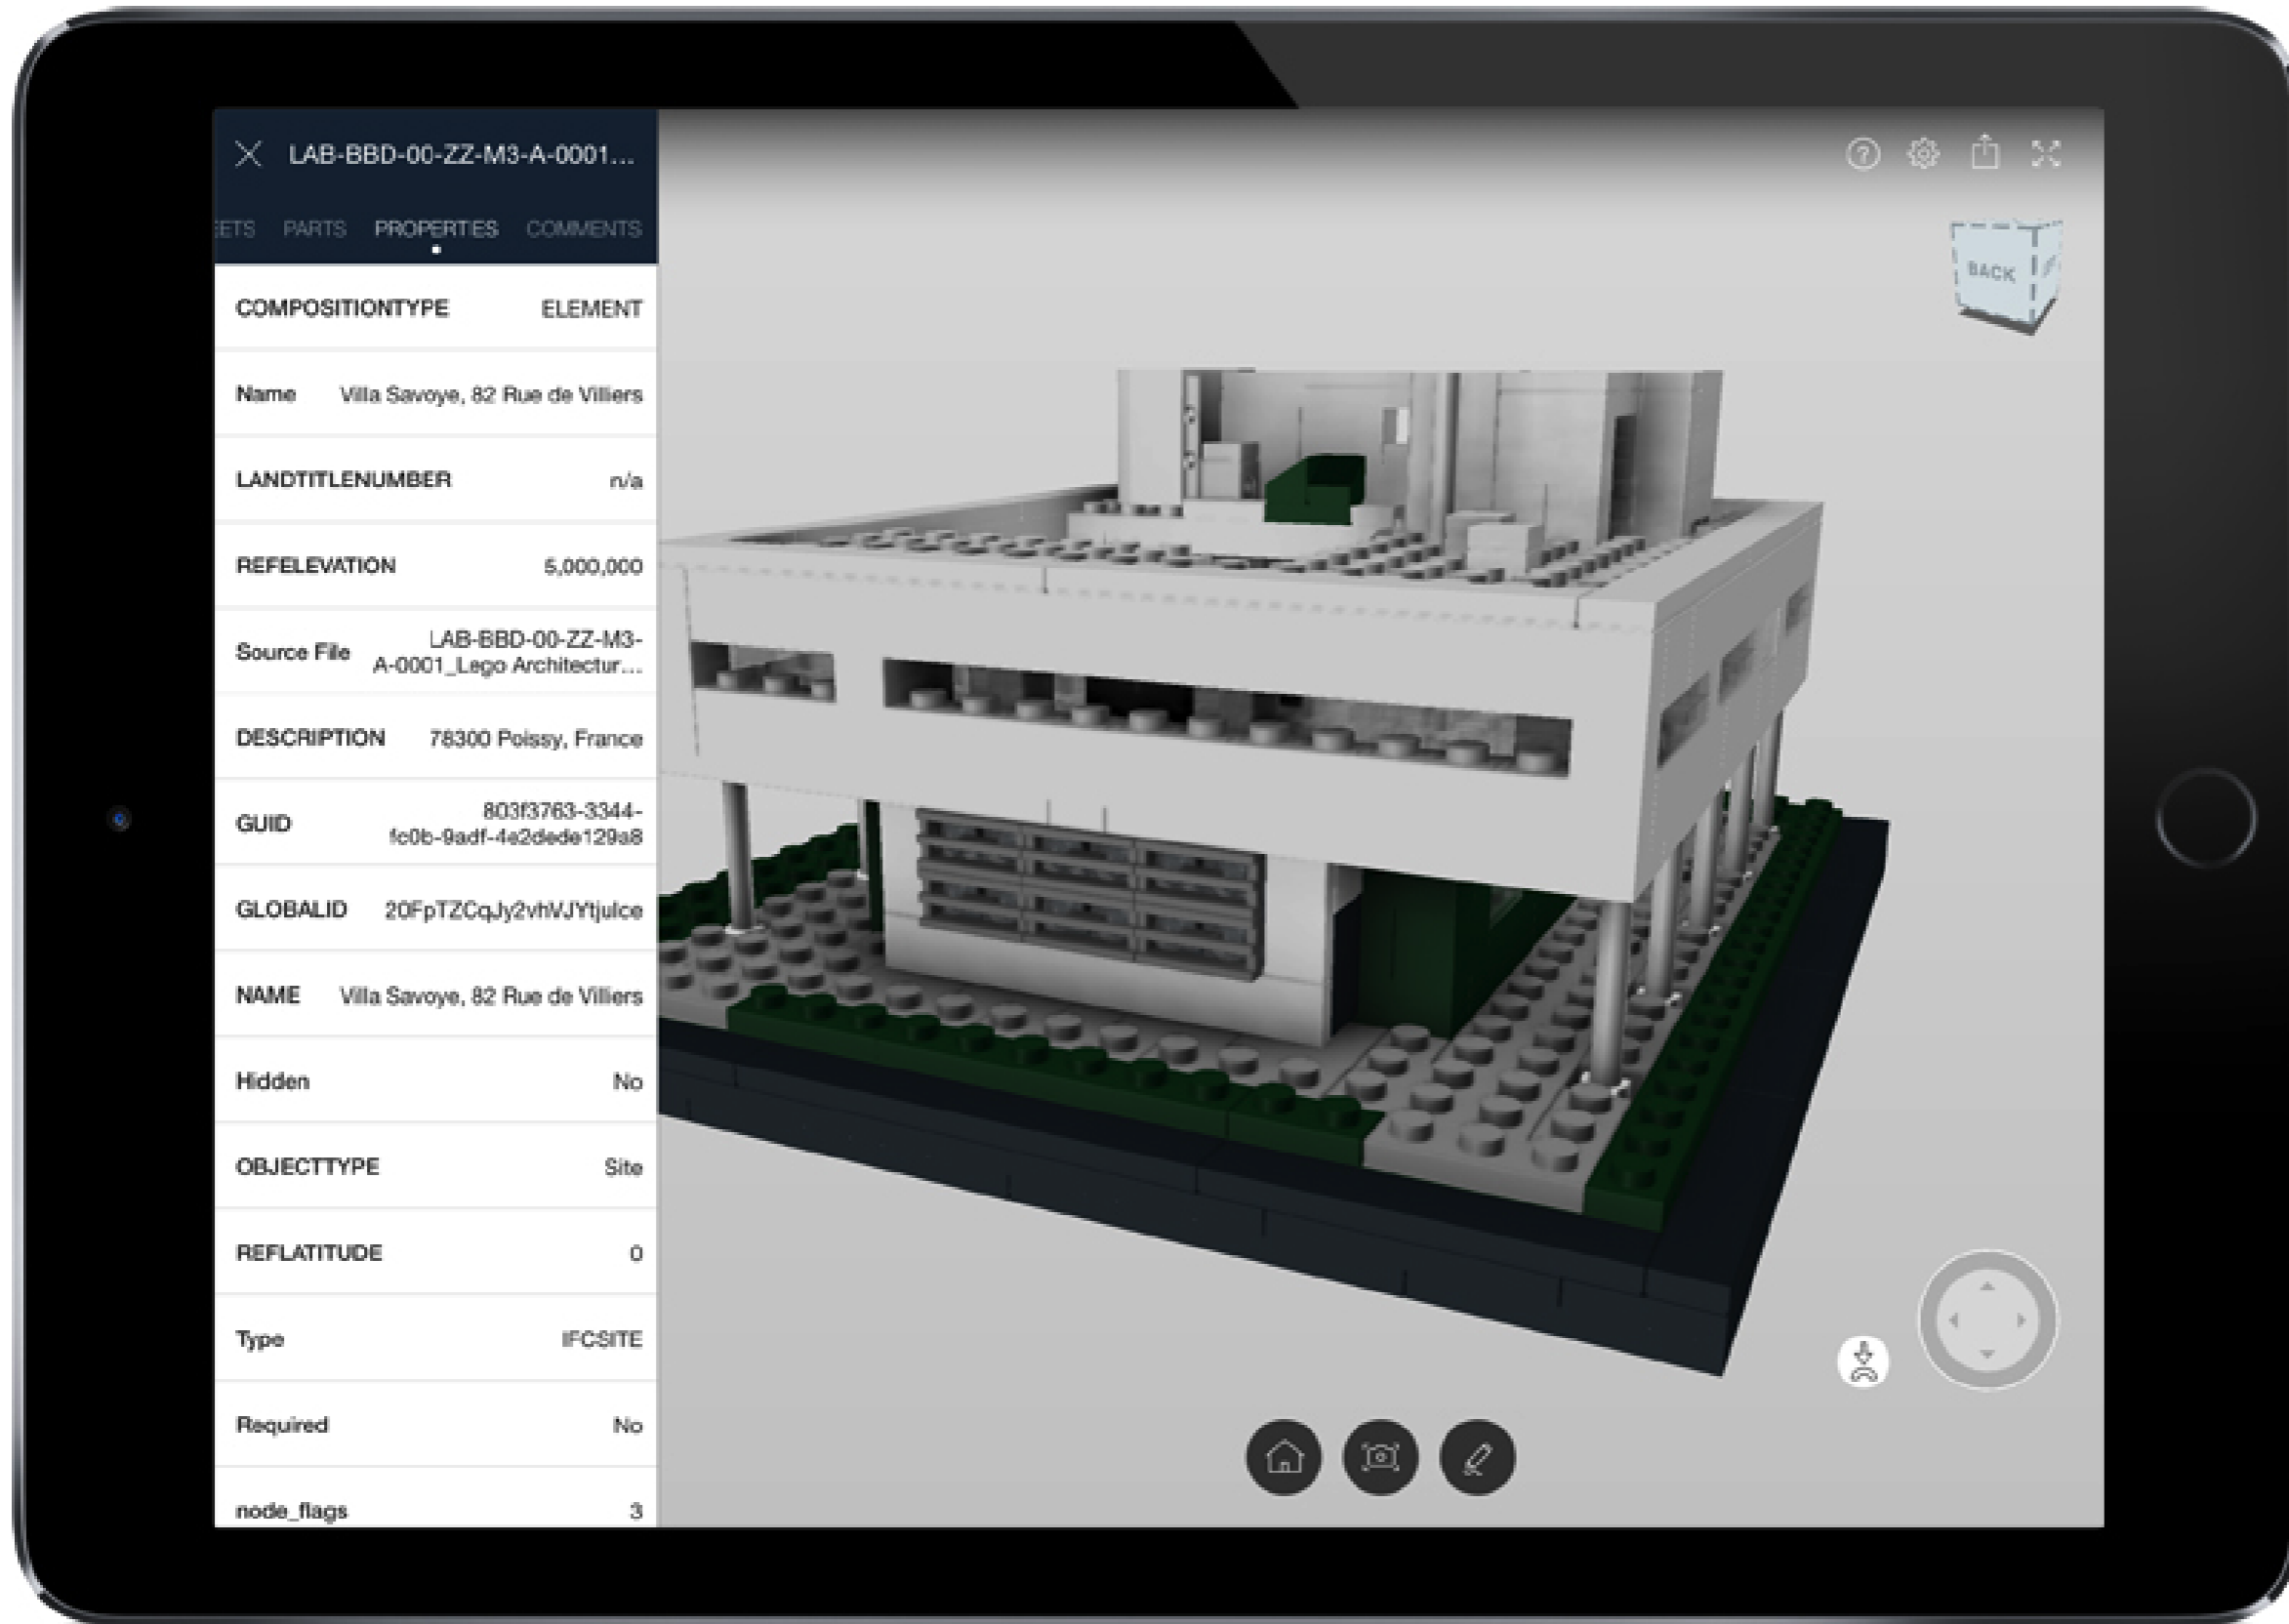 LAB-BBD-00-ZZ-M3-A-0001...
EETS PARTS PROPERTIES COMMENTS
COMPOSITIONTYPE ELEMENT
Name Villa Savoye, 82 Rue de Villiers
LANDTITLENUMBER n/a
REFELEVATION 5,000,000
Source File LAB-BBD-00-ZZ-M3-
A-0001_Lego Architectur...
DESCRIPTION 78300 Poissy, France
GUID 803f3763-3344-
fc0b-9adf-4e2dede129a8
GLOBALID 20FpTZCqJy2vhVJYtjulce
NAME Villa Savoye, 82 Rue de Villiers
Hidden No
OBJECTTYPE Site
REFLATITUDE 0
Type IFCSITE
Required No
node_flags 3
BACK